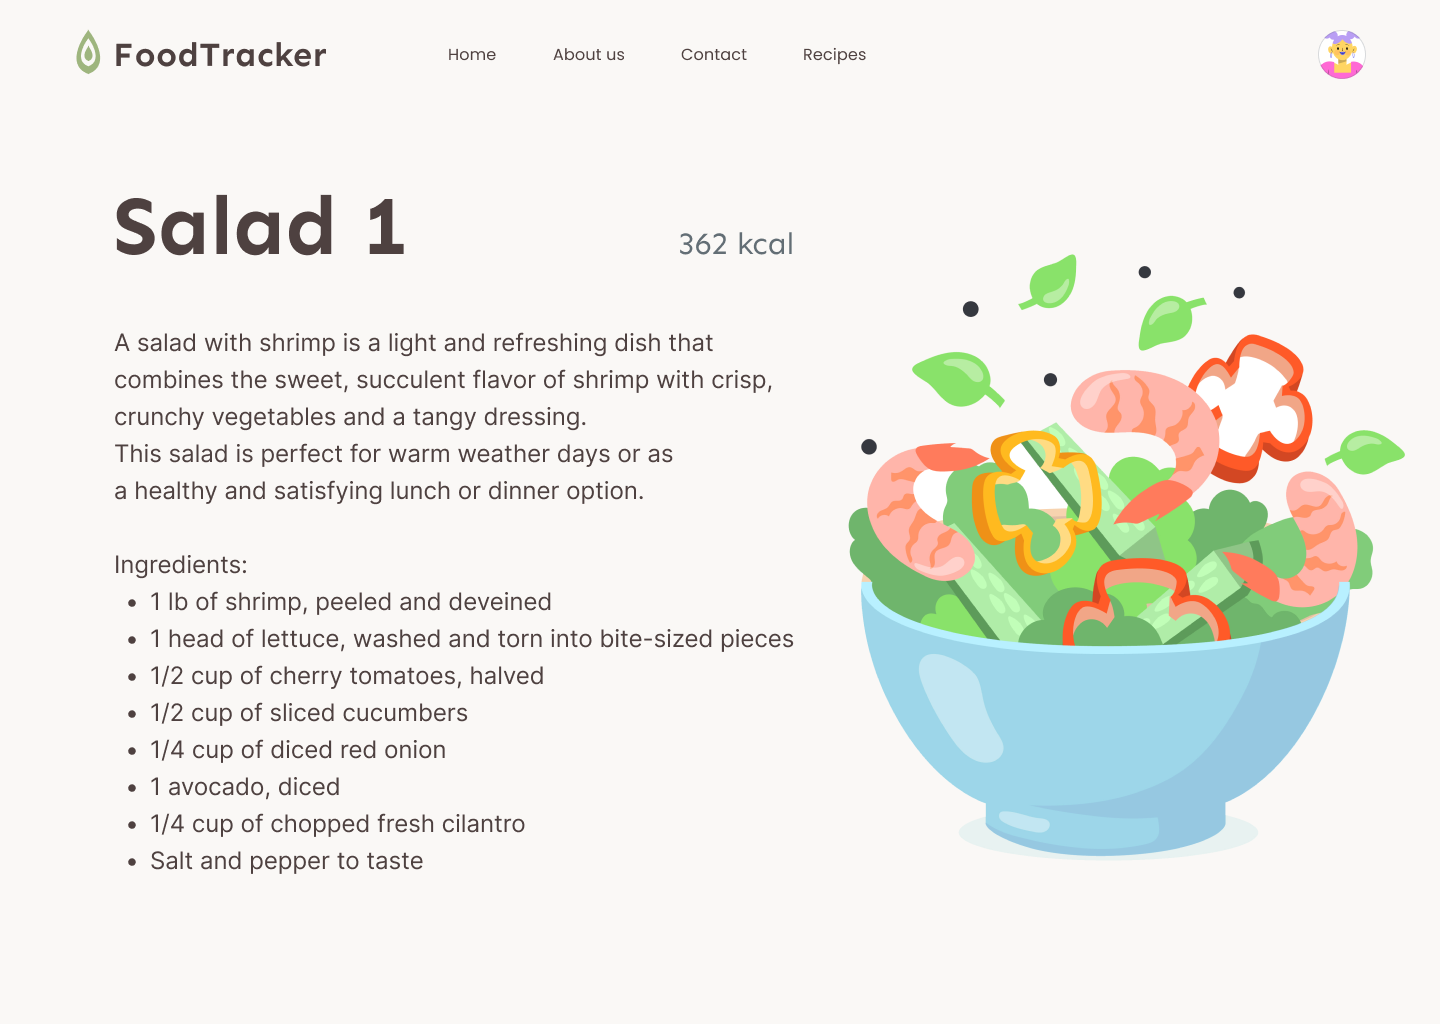 FoodTracker
Home
About us
Contact
Recipes
Salad 1
362 kcal
A salad with shrimp is a light and refreshing dish that
combines the sweet, succulent flavor of shrimp with crisp,
crunchy vegetables and a tangy dressing.
This salad is perfect for warm weather days or as
a healthy and satisfying lunch or dinner option.
Ingredients:
• 1 lb of shrimp, peeled and deveined
• 1 head of lettuce, washed and torn into bite-sized pieces
• 1/2 cup of cherry tomatoes, halved
• 1/2 cup of sliced cucumbers
• 1/4 cup of diced red onion
• 1 avocado, diced
• 1/4 cup of chopped fresh cilantro
• Salt and pepper to taste